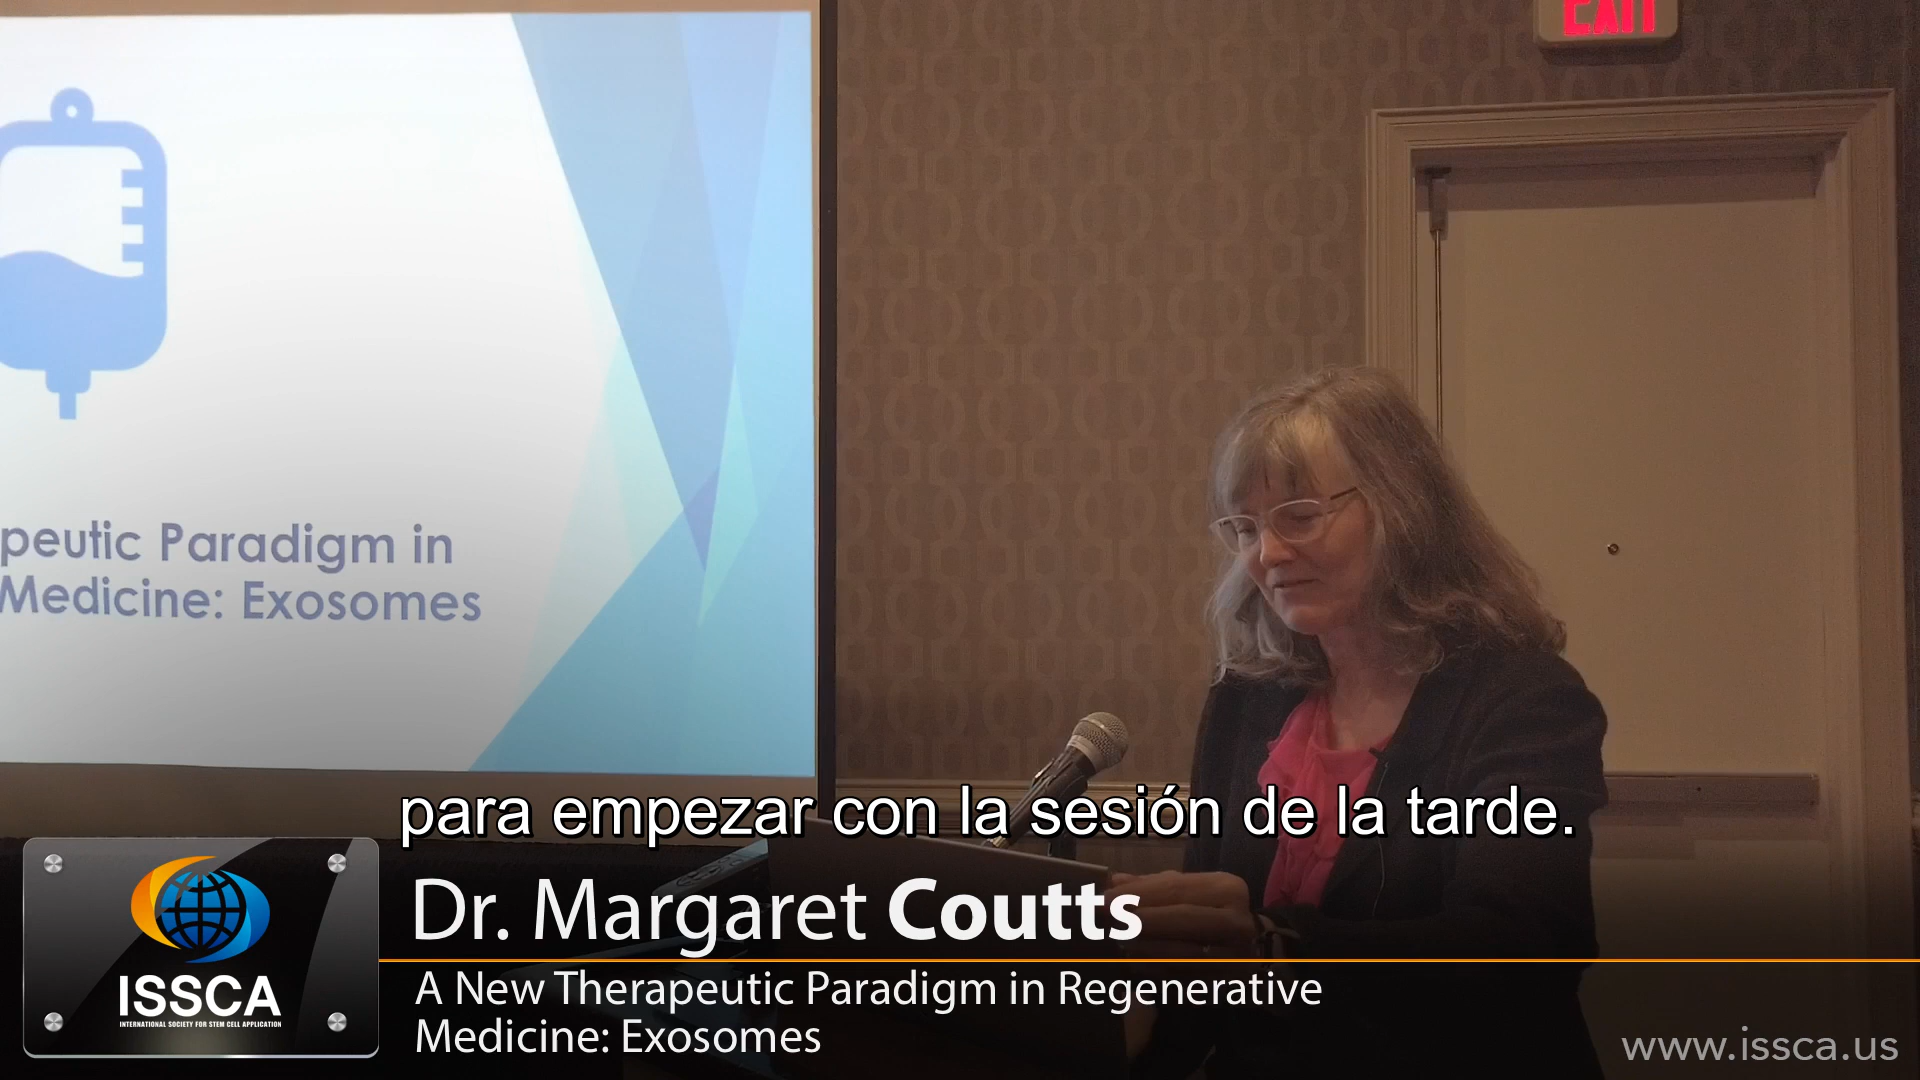 EXIT
peutic Paradigm in
Medicine: Exosomes
para empezar con la sesión de la tarde.
Dr. Margaret Coutts
A New Therapeutic Paradigm in Regenerative
Medicine: Exosomes
ISSCA
INTERNATIONAL SOCIETY FOR STEM CELL APPLICATION
www.issca.us